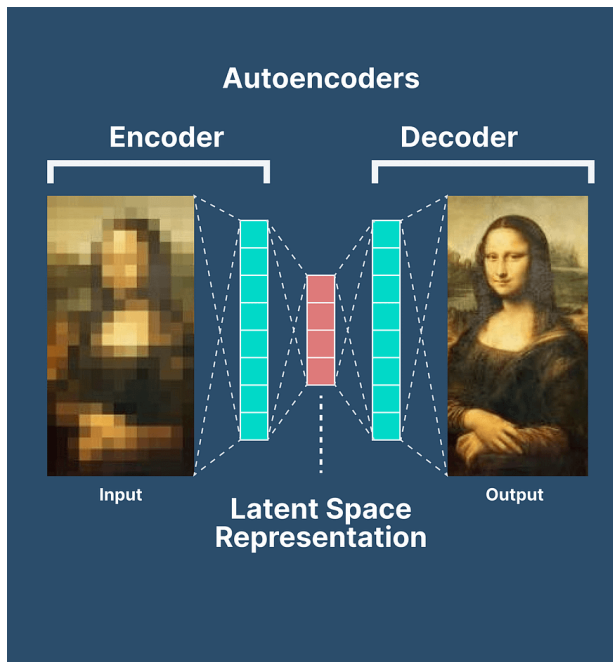 Autoencoders
Encoder
Decoder
Input
Output
Latent Space
Representation